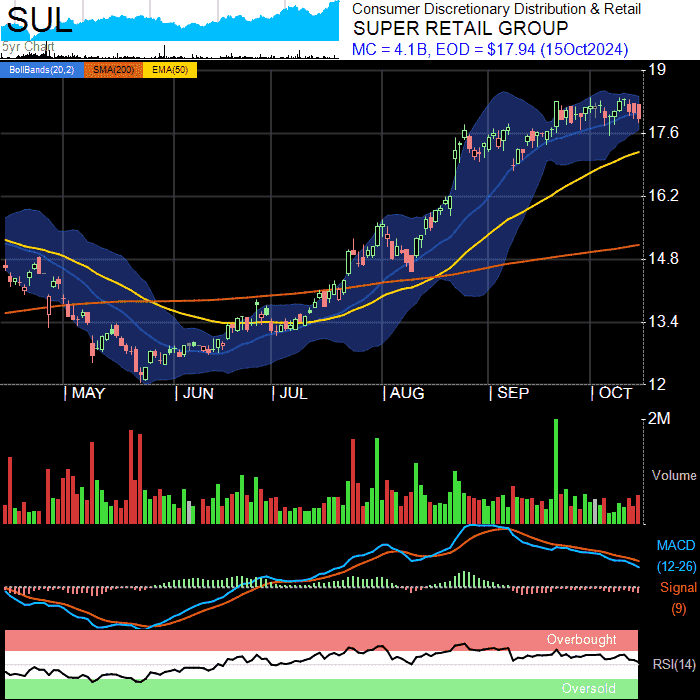 SUL
5yr Chart
Consumer Discretionary Distribution & Retail
SUPER RETAIL GROUP
MC = 4.1B, EOD = $17.94 (15Oct2024)
BollBands(20,2) SMA(200) EMA(50)
19
17.6
16.2
14.8
13.4
12
MAY JUN JUL AUG SEP OCT
2M
Volume
MACD
(12-26)
Signal
(9)
Overbought
RSI(14)
Oversold